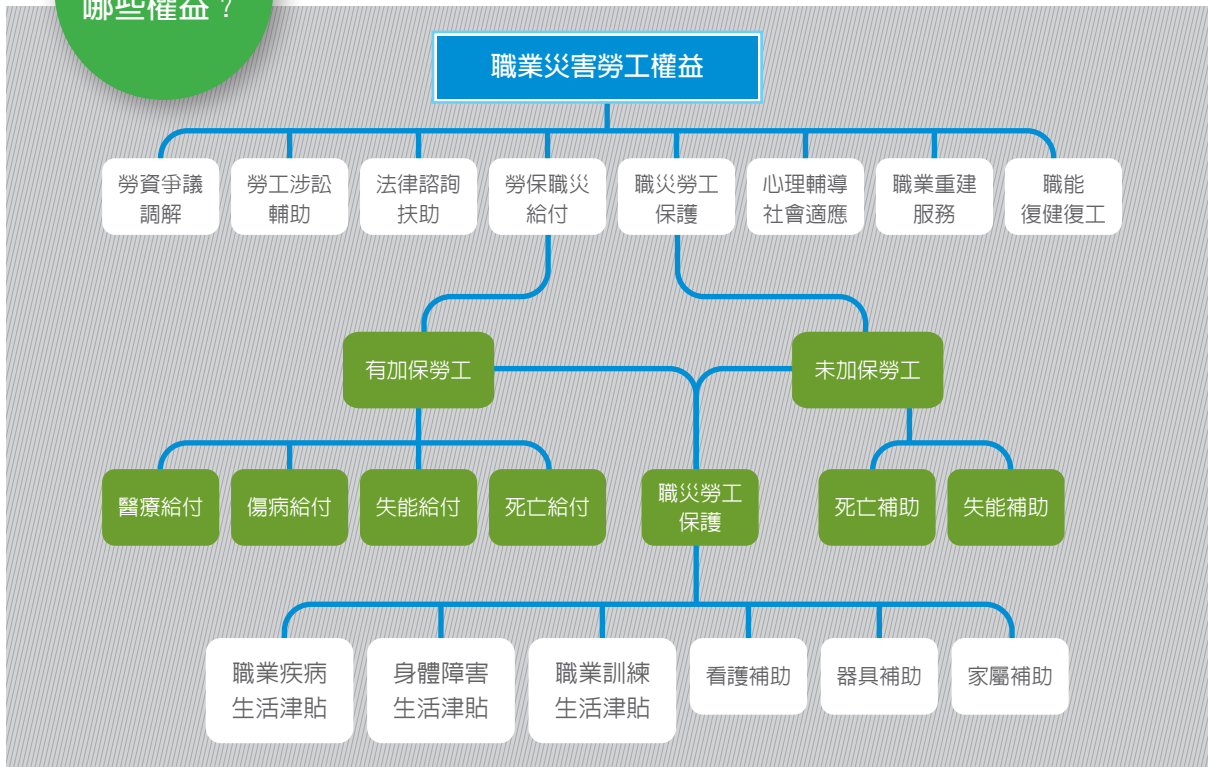 哪些權益？
職業災害勞工權益
勞資爭議
調解
勞工涉訟
輔助
法律諮詢
扶助
勞保職災
給付
職災勞工
保護
心理輔導
社會適應
職業重建
服務
職能
復健復工
有加保勞工
未加保勞工
醫療給付
傷病給付
失能給付
死亡給付
職災勞工
保護
死亡補助
失能補助
職業疾病
生活津貼
身體障害
生活津貼
職業訓練
生活津貼
看護補助
器具補助
家屬補助